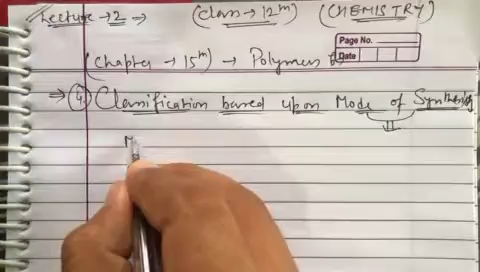 Lecture → 2 → (Class → 12th) (CHEMISTRY)
Page No.
(Chapter → 15th) → Polymers
Date
⇒ (4) Classification based upon Mode of Synthesis